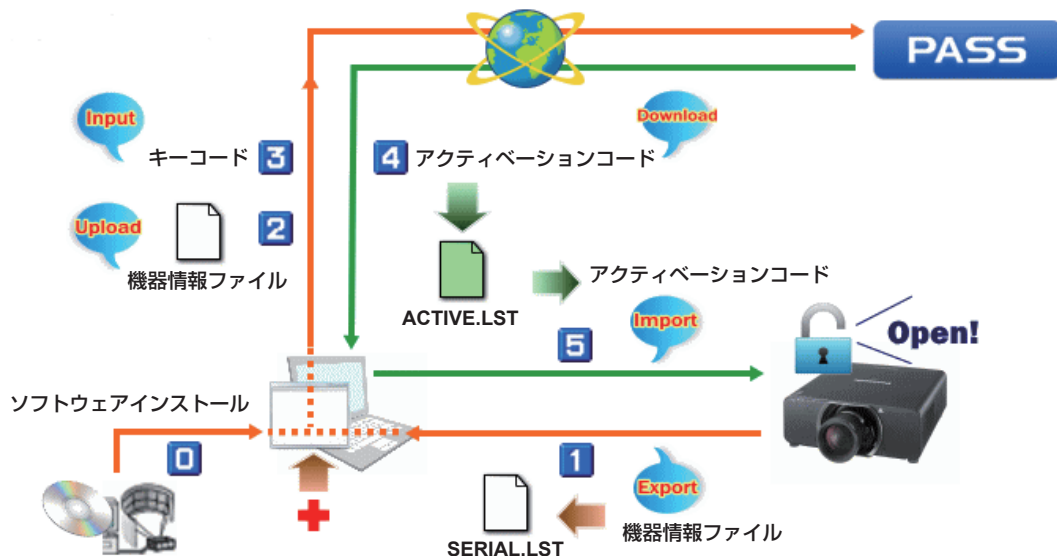 PASS
Input
キーコード 3
Download
4 アクティベーションコード
Upload
2
機器情報ファイル
ACTIVE.LST
アクティベーションコード
Import
5
Open!
ソフトウェアインストール
0
1
Export
機器情報ファイル
SERIAL.LST